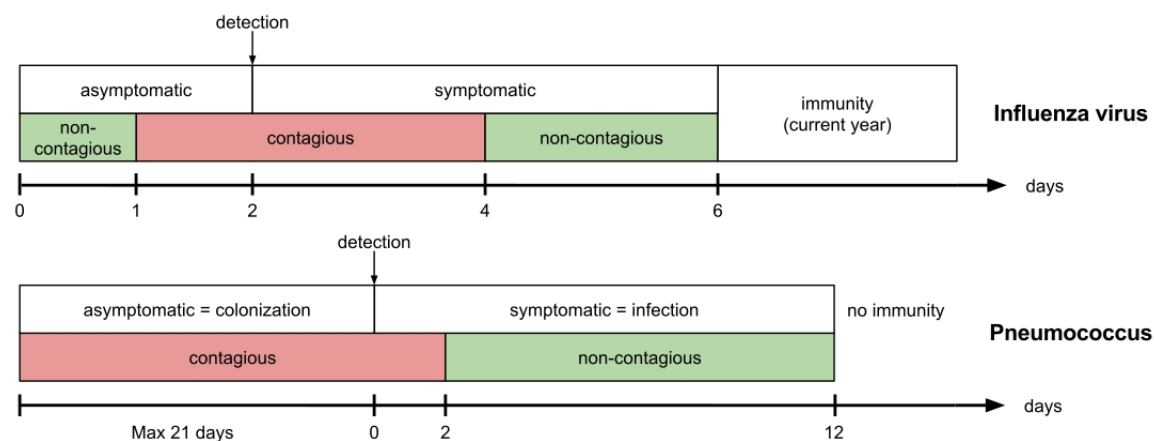 detection
asymptomatic
symptomatic
immunity
(current year)
Influenza virus
non-
contagious
contagious
non-contagious
days
0
1
2
4
6
detection
asymptomatic = colonization
symptomatic = infection
no immunity
Pneumococcus
contagious
non-contagious
days
Max 21 days
0
2
12